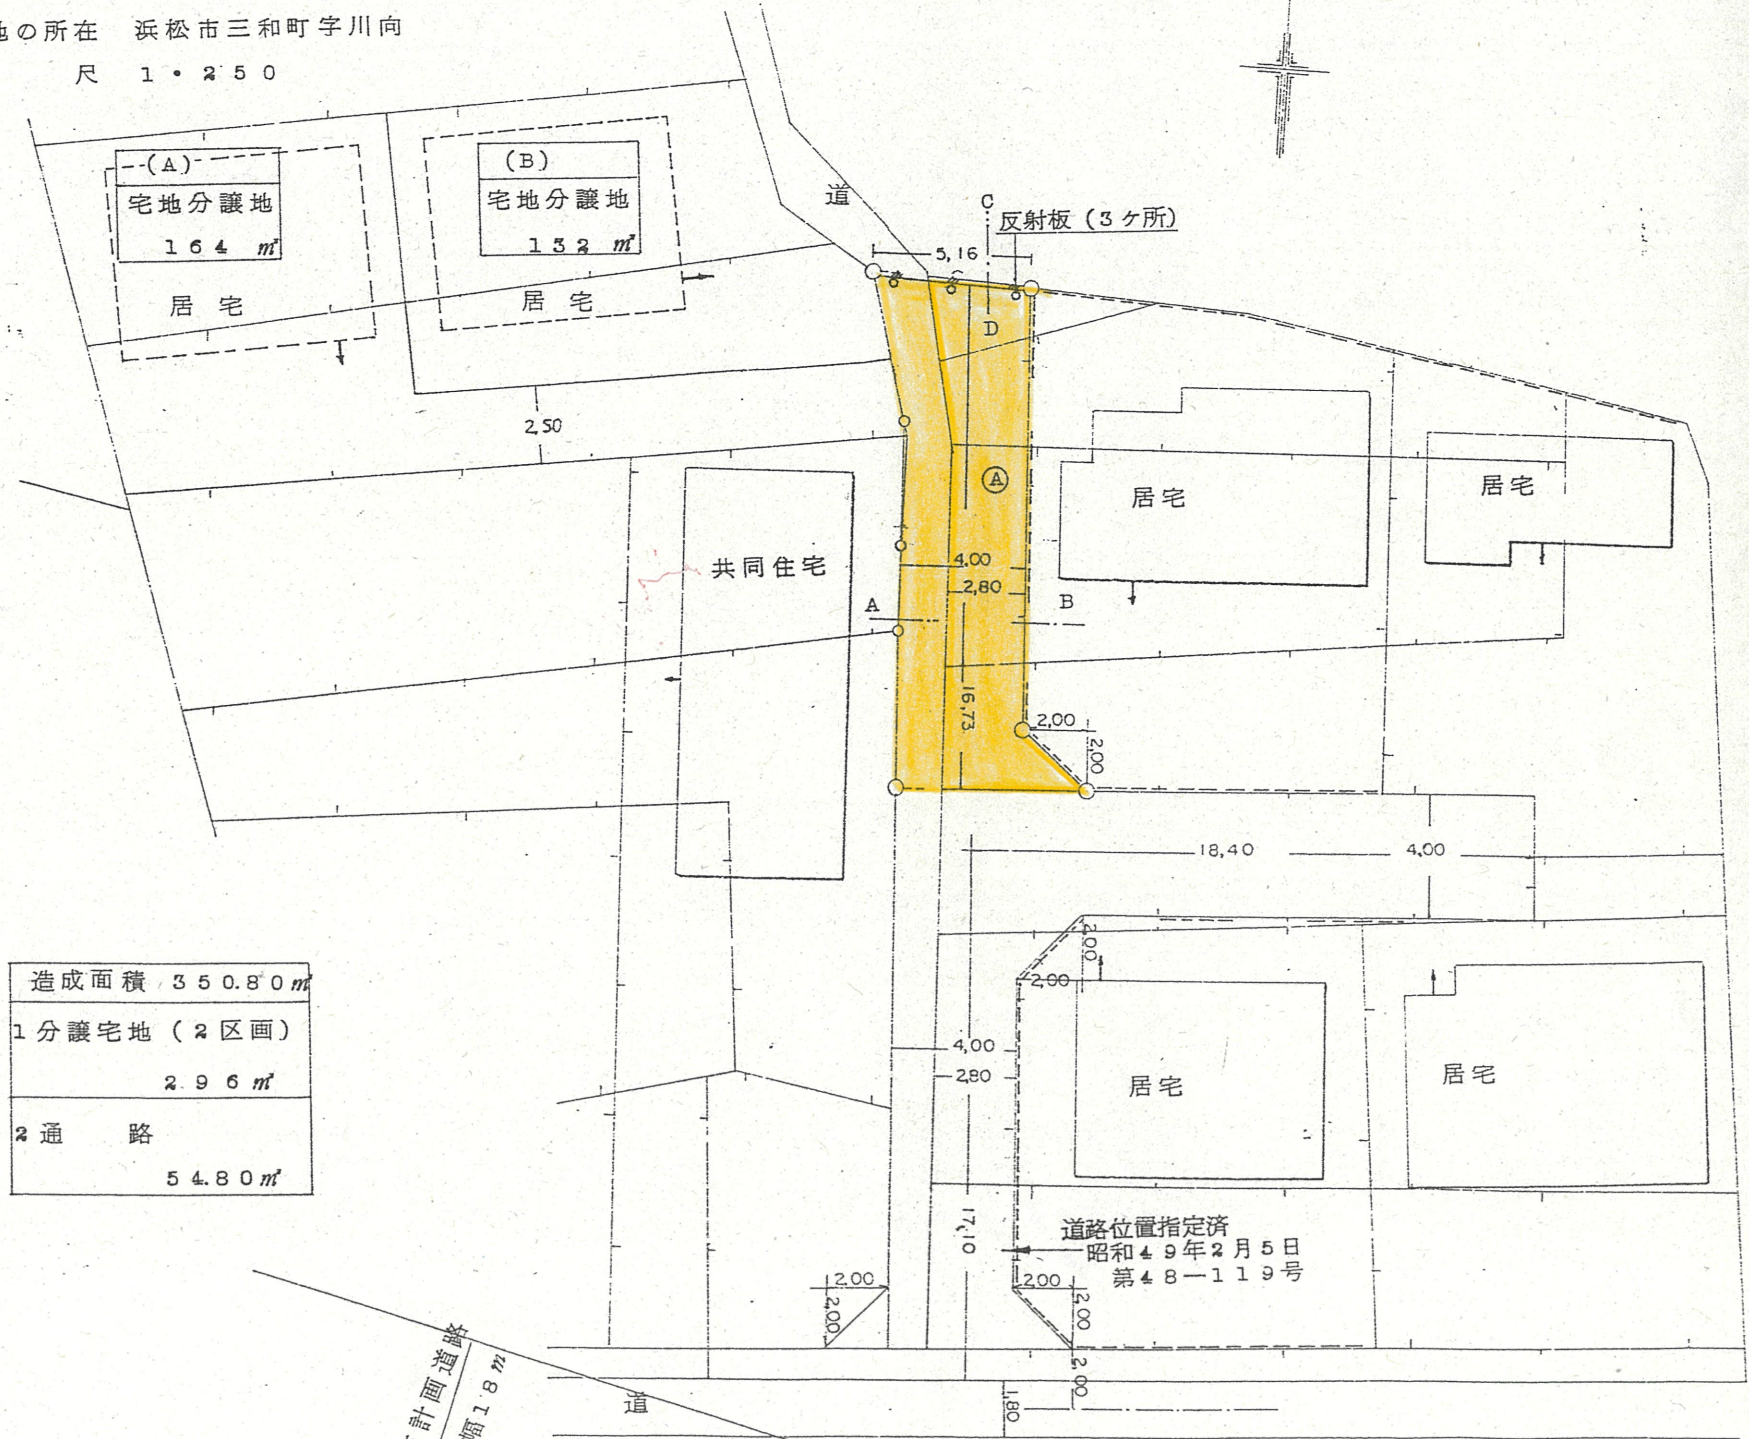 地の所在 浜松市三和町字川向
尺 1・250
(A)
宅地分譲地
164 ㎡
居宅
(B)
宅地分譲地
132 ㎡
居宅
道
C
反射板(3ケ所)
5,16
D
2,50
A
居宅
居宅
共同住宅
4,00
2,80
A
B
16,73
2,00
2,00
18,40
4,00
2,00
2,00
造成面積 350.80㎡
1分譲宅地(2区画)
296㎡
2通 路
54.80㎡
4,00
2,80
居宅
居宅
17,10
道路位置指定済
昭和49年2月5日
第48—119号
2,00
2,00
2,00
2,00
2,00
1,80
計画道路
幅18m
道